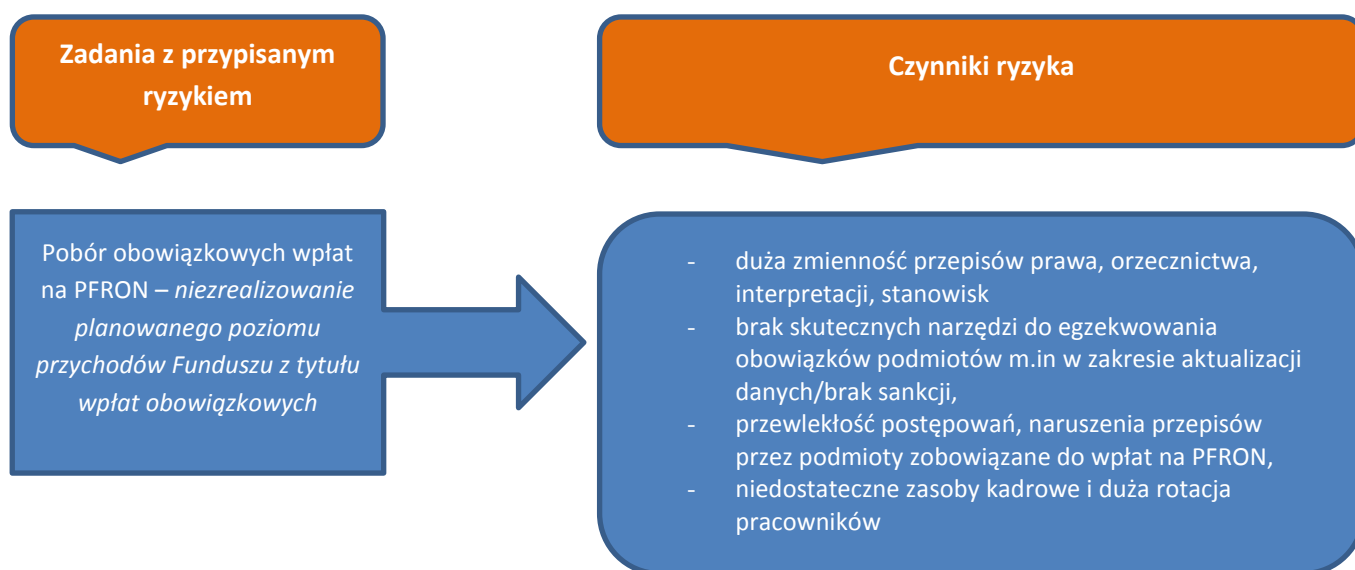 Zadania z przypisanym
ryzykiem
Czynniki ryzyka
Pobór obowiązkowych wpłat
na PFRON – niezrealizowanie
planowanego poziomu
przychodów Funduszu z tytułu
wpłat obowiązkowych
- duża zmienność przepisów prawa, orzecznictwa,
interpretacji, stanowisk
- brak skutecznych narzędzi do egzekwowania
obowiązków podmiotów m.in w zakresie aktualizacji
danych/brak sankcji,
- przewlekłość postępowań, naruszenia przepisów
przez podmioty zobowiązane do wpłat na PFRON,
- niedostateczne zasoby kadrowe i duża rotacja
pracowników